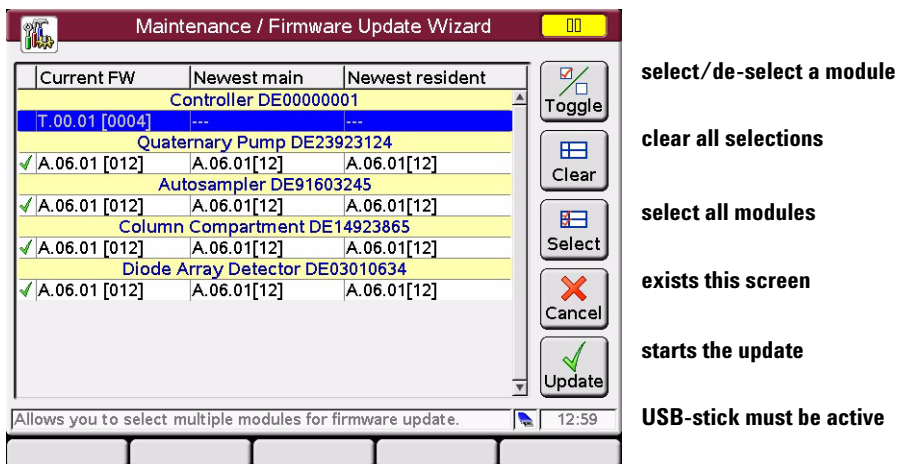 Maintenance / Firmware Update Wizard
Current FW Newest main Newest resident
Controller DE00000001
T.00.01 [0004] --- ---
Quaternary Pump DE23923124
A.06.01 [012] A.06.01[12] A.06.01[12]
Autosampler DE91603245
A.06.01 [012] A.06.01[12] A.06.01[12]
Column Compartment DE14923865
A.06.01 [012] A.06.01[12] A.06.01[12]
Diode Array Detector DE03010634
A.06.01 [012] A.06.01[12] A.06.01[12]
Toggle
select/de-select a module
Clear
clear all selections
Select
select all modules
Cancel
exists this screen
Update
starts the update
Allows you to select multiple modules for firmware update.
12:59
USB-stick must be active